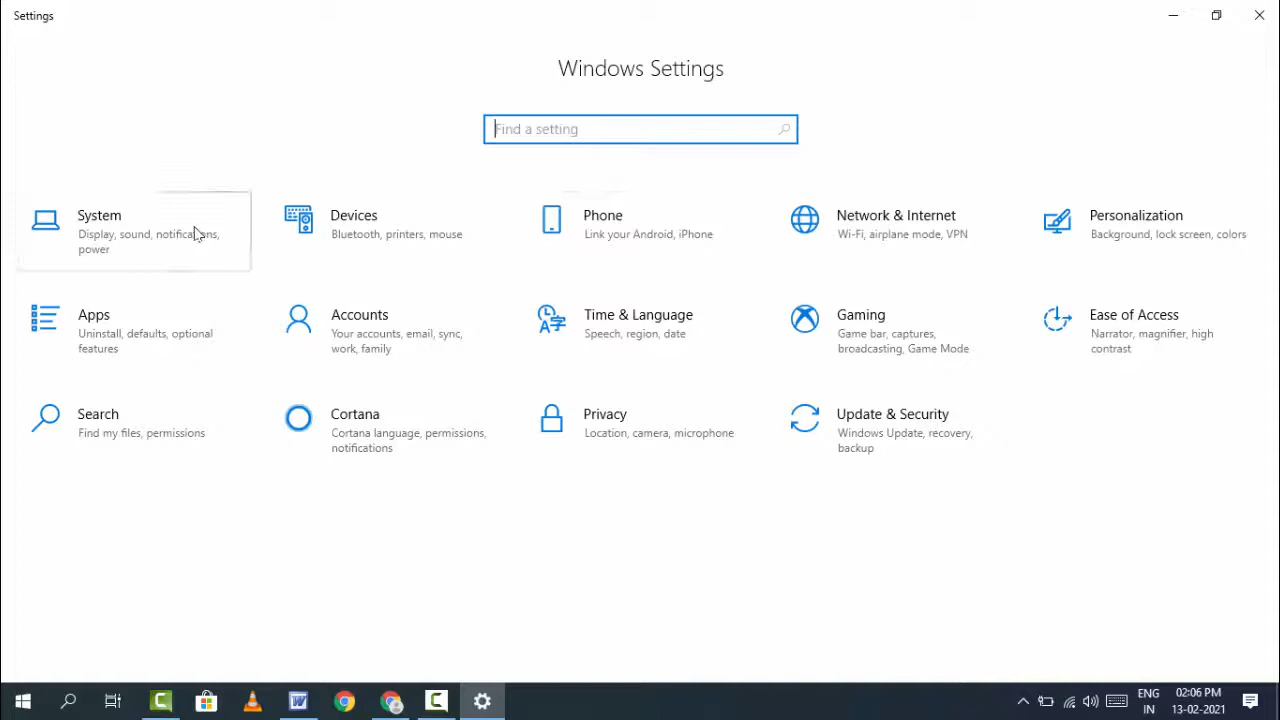 Settings
Windows Settings
Find a setting
System
Display, sound, notifications,
power
Devices
Bluetooth, printers, mouse
Phone
Link your Android, iPhone
Network & Internet
Wi-Fi, airplane mode, VPN
Personalization
Background, lock screen, colors
Apps
Uninstall, defaults, optional
features
Accounts
Your accounts, email, sync,
work, family
Time & Language
Speech, region, date
Gaming
Game bar, captures,
broadcasting, Game Mode
Ease of Access
Narrator, magnifier, high
contrast
Search
Find my files, permissions
Cortana
Cortana language, permissions,
notifications
Privacy
Location, camera, microphone
Update & Security
Windows Update, recovery,
backup
ENG
IN
02:06 PM
13-02-2021